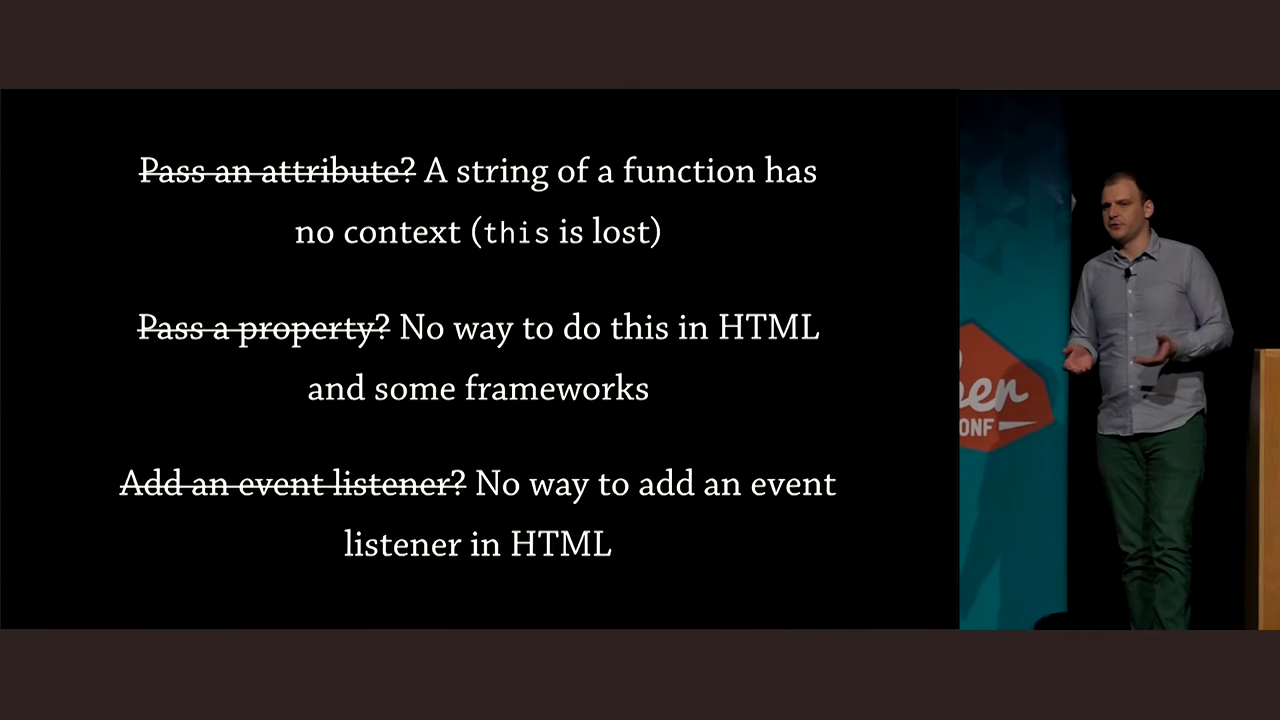 Pass an attribute? A string of a function has
no context (this is lost)
Pass a property? No way to do this in HTML
and some frameworks
Add an event listener? No way to add an event
listener in HTML